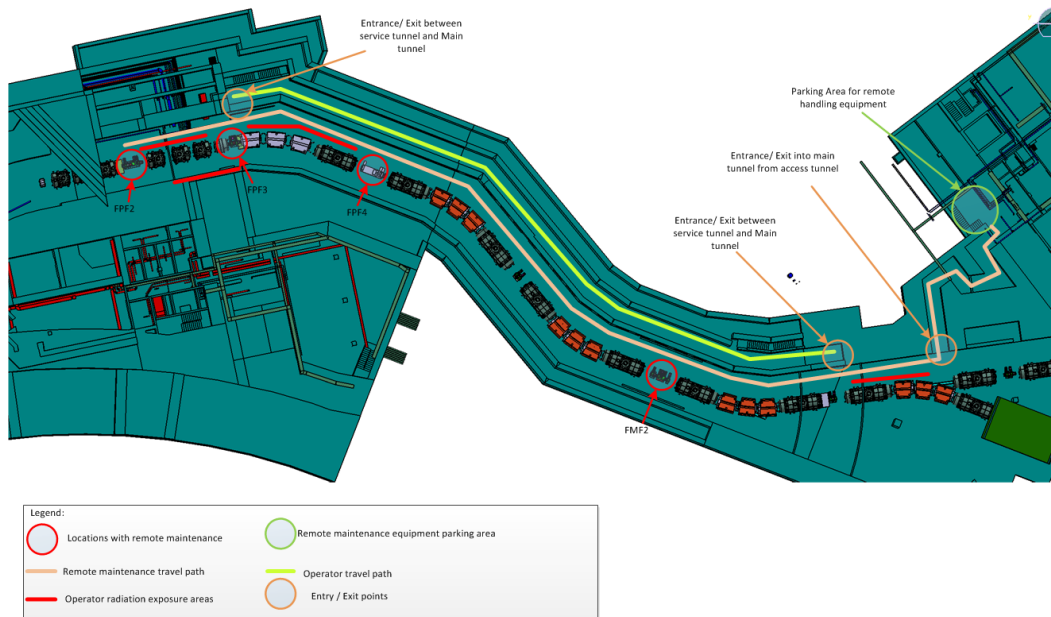 Entrance/ Exit between
service tunnel and Main
tunnel
Parking Area for remote
handling equipment
Entrance/ Exit into main
tunnel from access tunnel
Entrance/ Exit between
service tunnel and Main
tunnel
FPF2
FPF3
FPF4
FMF2
Legend:
Locations with remote maintenance
Remote maintenance equipment parking area
Remote maintenance travel path
Operator travel path
Operator radiation exposure areas
Entry / Exit points